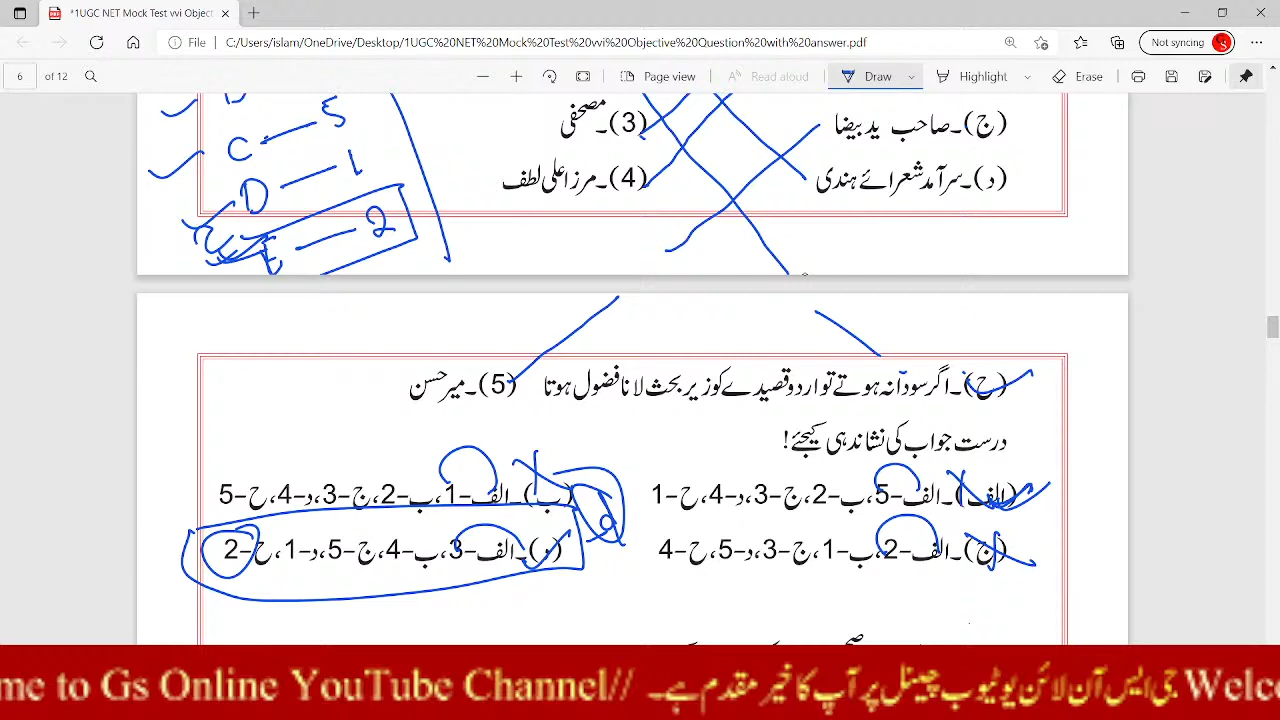 *1UGC NET Mock Test vvi Object
File C:/Users/islam/OneDrive/Desktop/1UGC%20NET%20Mock%20Test%20vvi%20Objective%20Question%20with%20answer.pdf Not syncing
6 of 12 Page view Read aloud Draw Highlight Erase
(ج)۔صاحب ید بیضا (3)۔مصحفی
(د)۔سرآمد شعرائے ہندی (4)۔مرزا علی لطف
C 5
D 1
E 2
(ح)۔اگر سودا نہ ہوتے تو اردو قصیدے کو زیر بحث لانا فضول ہوتا (5)۔میر حسن
درست جواب کی نشاندہی کیجئے!
(الف)۔الف-5، ب-2، ج-3، د-4، ح-1 (ب)۔الف-1، ب-2، ج-3، د-4، ح-5
(ج)۔الف-2، ب-1، ج-3، د-5، ح-4 (د)۔الف-3، ب-4، ج-5، د-1، ح-2
me to Gs Online YouTube Channel// جی ایس آن لائن یوٹیوب چینل پر آپ کا خیر مقدم ہے۔ Welc